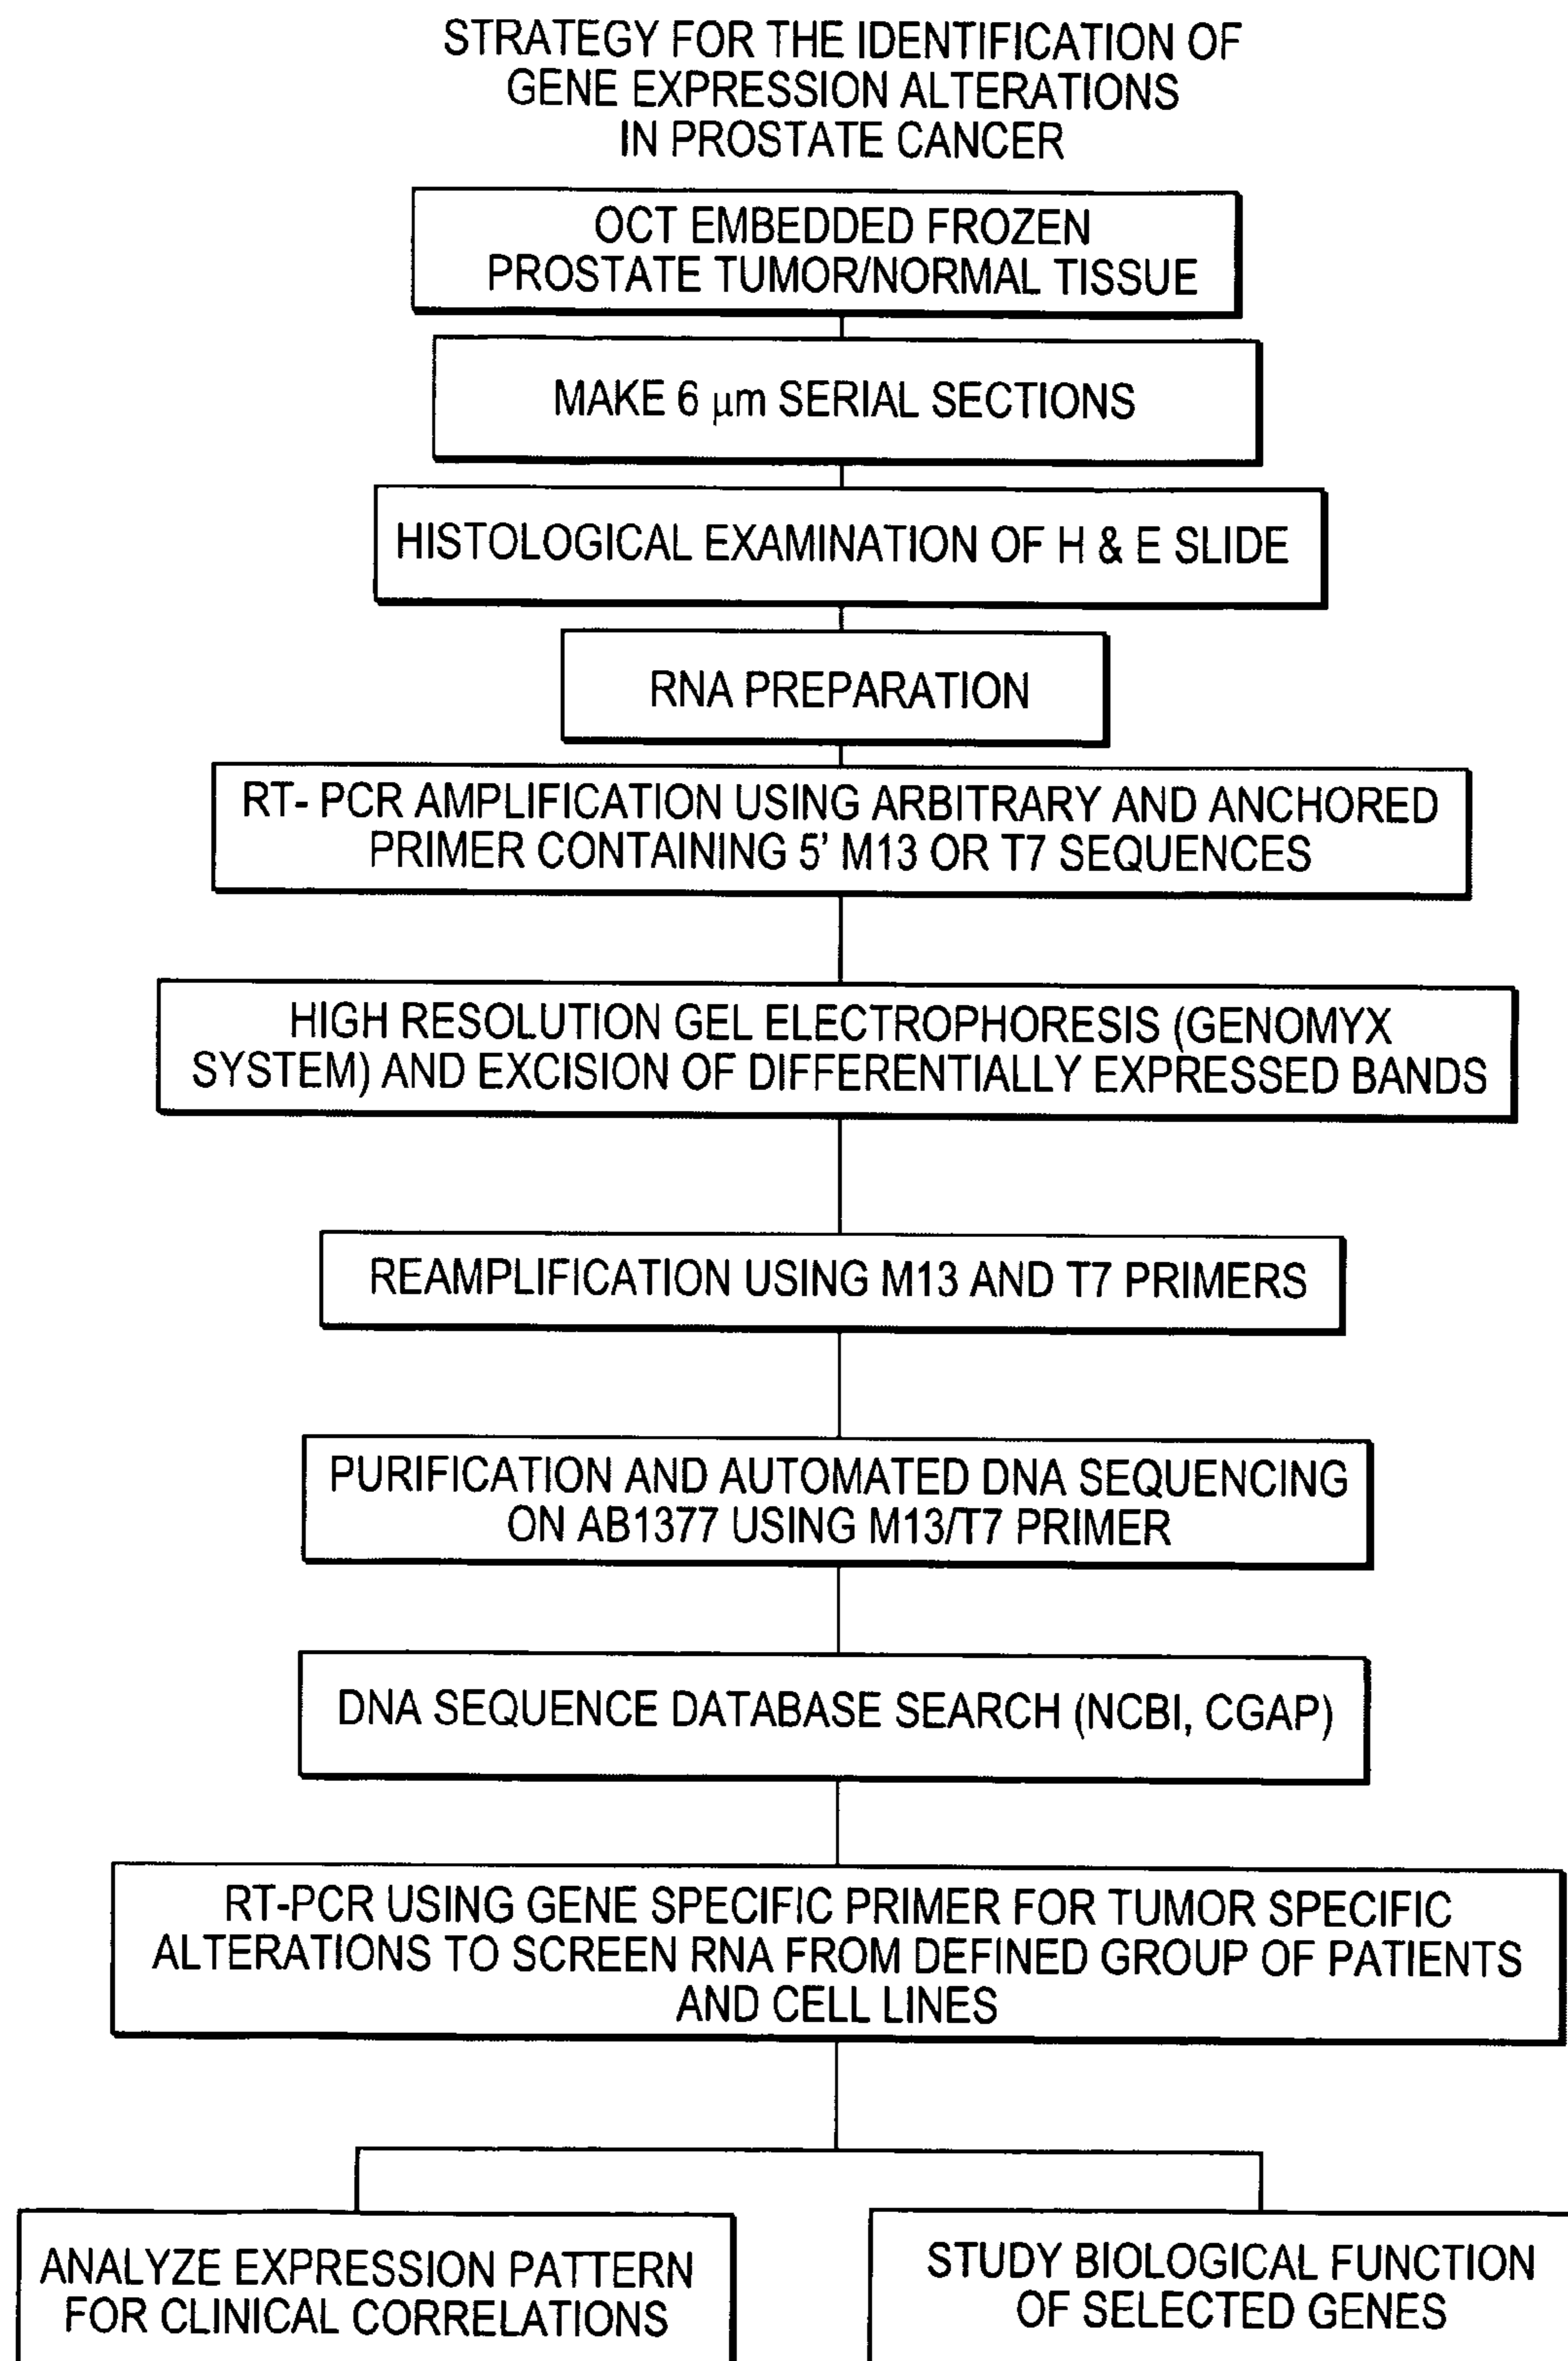 STRATEGY FOR THE IDENTIFICATION OF
GENE EXPRESSION ALTERATIONS
IN PROSTATE CANCER
OCT EMBEDDED FROZEN
PROSTATE TUMOR/NORMAL TISSUE
MAKE 6 µm SERIAL SECTIONS
HISTOLOGICAL EXAMINATION OF H & E SLIDE
RNA PREPARATION
RT- PCR AMPLIFICATION USING ARBITRARY AND ANCHORED
PRIMER CONTAINING 5' M13 OR T7 SEQUENCES
HIGH RESOLUTION GEL ELECTROPHORESIS (GENOMYX
SYSTEM) AND EXCISION OF DIFFERENTIALLY EXPRESSED BANDS
REAMPLIFICATION USING M13 AND T7 PRIMERS
PURIFICATION AND AUTOMATED DNA SEQUENCING
ON AB1377 USING M13/T7 PRIMER
DNA SEQUENCE DATABASE SEARCH (NCBI, CGAP)
RT-PCR USING GENE SPECIFIC PRIMER FOR TUMOR SPECIFIC
ALTERATIONS TO SCREEN RNA FROM DEFINED GROUP OF PATIENTS
AND CELL LINES
ANALYZE EXPRESSION PATTERN
FOR CLINICAL CORRELATIONS
STUDY BIOLOGICAL FUNCTION
OF SELECTED GENES